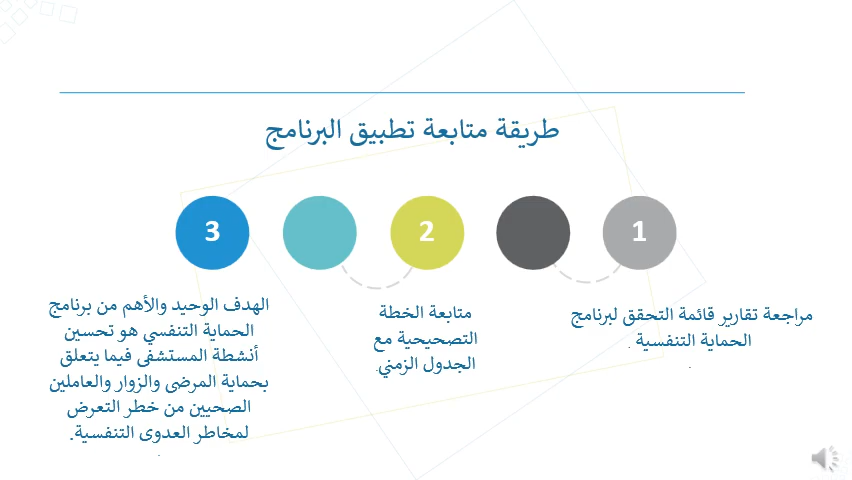 طريقة متابعة تطبيق البرنامج
1
2
3
مراجعة تقارير قائمة التحقق لبرنامج
الحماية التنفسية .
.
متابعة الخطة
التصحيحية مع
الجدول الزمني.
الهدف الوحيد والأهم من برنامج
الحماية التنفسي هو تحسين
أنشطة المستشفى فيما يتعلق
بحماية المرضى والزوار والعاملين
الصحيين من خطر التعرض
لمخاطر العدوى التنفسية.
.